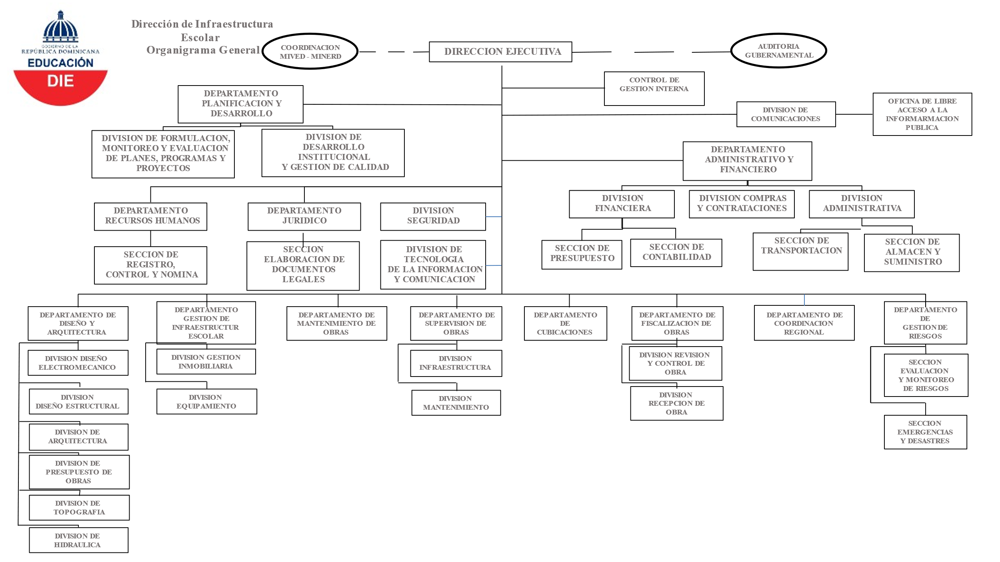 GOBIERNO DE LA
REPÚBLICA DOMINICANA
EDUCACIÓN
DIE
Dirección de Infraestructura
Escolar
Organigrama General
COORDINACION
MIVED - MINERD
DIRECCION EJECUTIVA
AUDITORIA
GUBERNAMENTAL
CONTROL DE
GESTION INTERNA
DEPARTAMENTO
PLANIFICACION Y
DESARROLLO
DIVISION DE
COMUNICACIONES
OFICINA DE LIBRE
ACCESO A LA
INFORMARMACION
PUBLICA
DIVISION DE FORMULACION,
MONITOREO Y EVALUACION
DE PLANES, PROGRAMAS Y
PROYECTOS
DIVISION DE
DESARROLLO
INSTITUCIONAL
Y GESTION DE CALIDAD
DEPARTAMENTO
ADMINISTRATIVO Y
FINANCIERO
DEPARTAMENTO
RECURSOS HUMANOS
DEPARTAMENTO
JURIDICO
DIVISION
SEGURIDAD
DIVISION
FINANCIERA
DIVISION COMPRAS
Y CONTRATACIONES
DIVISION
ADMINISTRATIVA
SECCION DE
REGISTRO,
CONTROL Y NOMINA
SECCION
ELABORACION DE
DOCUMENTOS
LEGALES
DIVISION DE
TECNOLOGIA
DE LA INFORMACION
Y COMUNICACION
SECCION DE
PRESUPUESTO
SECCION DE
CONTABILIDAD
SECCION DE
TRANSPORTACION
SECCION DE
ALMACEN Y
SUMINISTRO
DEPARTAMENTO DE
DISEÑO Y
ARQUITECTURA
DEPARTAMENTO
GESTION DE
INFRAESTRUCTUR
ESCOLAR
DEPARTAMENTO DE
MANTENIMIENTO DE
OBRAS
DEPARTAMENTO DE
SUPERVISION DE
OBRAS
DEPARTAMENTO
DE
CUBICACIONES
DEPARTAMENTO DE
FISCALIZACION DE
OBRAS
DEPARTAMENTO DE
COORDINACION
REGIONAL
DEPARTAMENTO
DE
GESTION DE
RIESGOS
DIVISION DISEÑO
ELECTROMECANICO
DIVISION GESTION
INMOBILIARIA
DIVISION
INFRAESTRUCTURA
DIVISION REVISION
Y CONTROL DE
OBRA
SECCION
EVALUACION
Y MONITOREO
DE RIESGOS
DIVISION
DISEÑO ESTRUCTURAL
DIVISION
EQUIPAMIENTO
DIVISION
MANTENIMIENTO
DIVISION
RECEPCION DE
OBRA
SECCION
EMERGENCIAS
Y DESASTRES
DIVISION DE
ARQUITECTURA
DIVISION DE
PRESUPUESTO DE
OBRAS
DIVISION DE
TOPOGRAFIA
DIVISION DE
HIDRAULICA